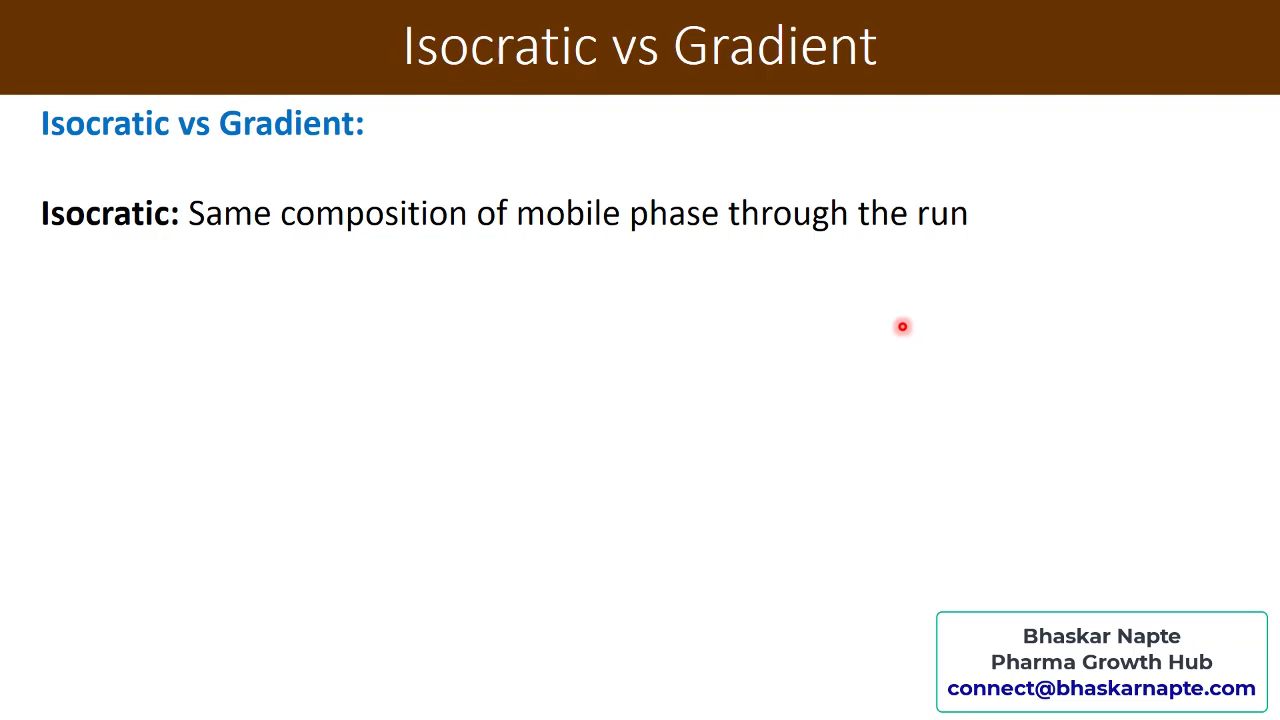 Isocratic vs Gradient
Isocratic vs Gradient:
Isocratic: Same composition of mobile phase through the run
Bhaskar Napte
Pharma Growth Hub
connect@bhaskarnapte.com